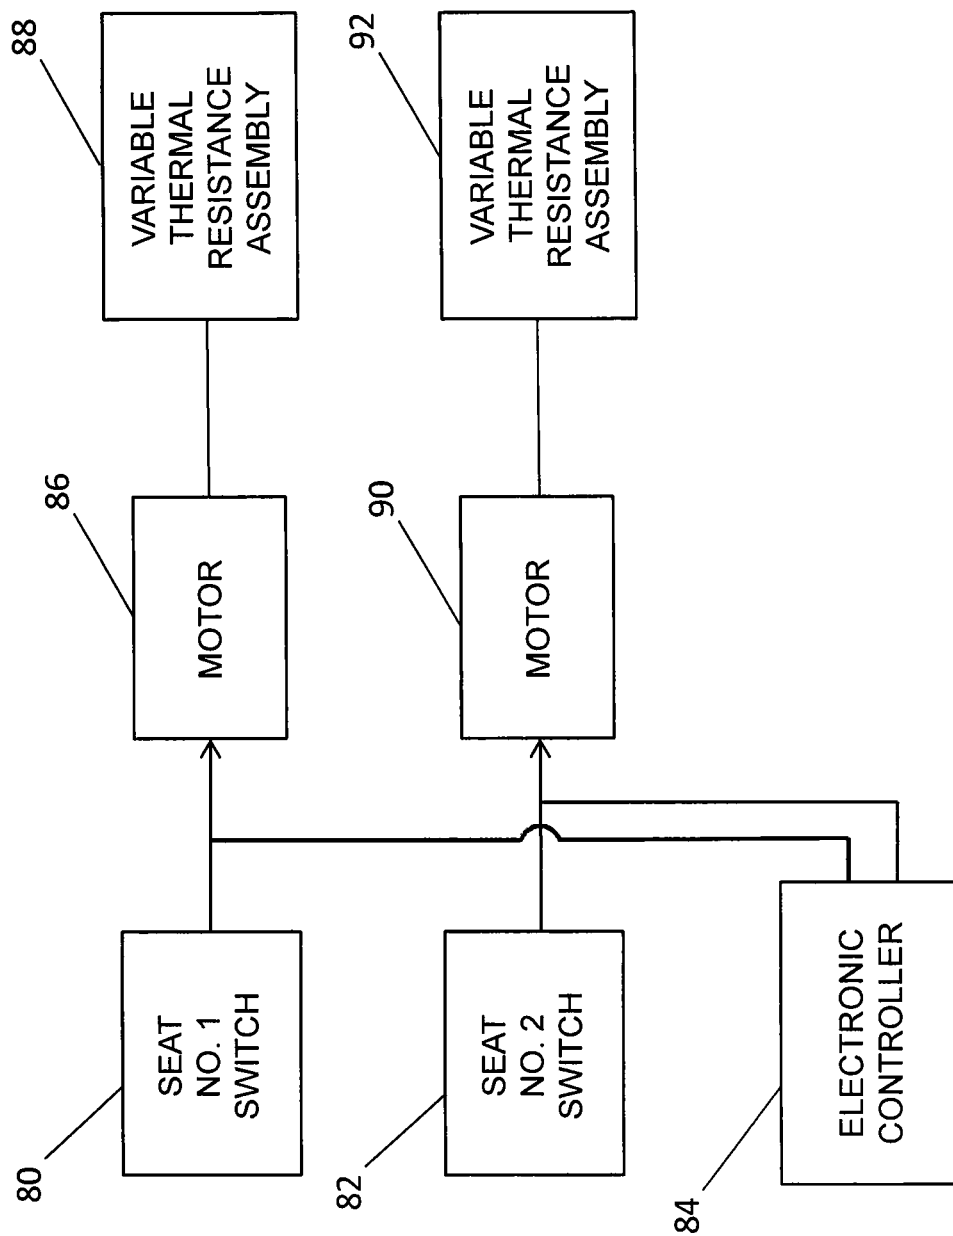 80
SEAT
NO. 1
SWITCH
86
MOTOR
88
VARIABLE
THERMAL
RESISTANCE
ASSEMBLY
82
SEAT
NO. 2
SWITCH
90
MOTOR
92
VARIABLE
THERMAL
RESISTANCE
ASSEMBLY
84
ELECTRONIC
CONTROLLER